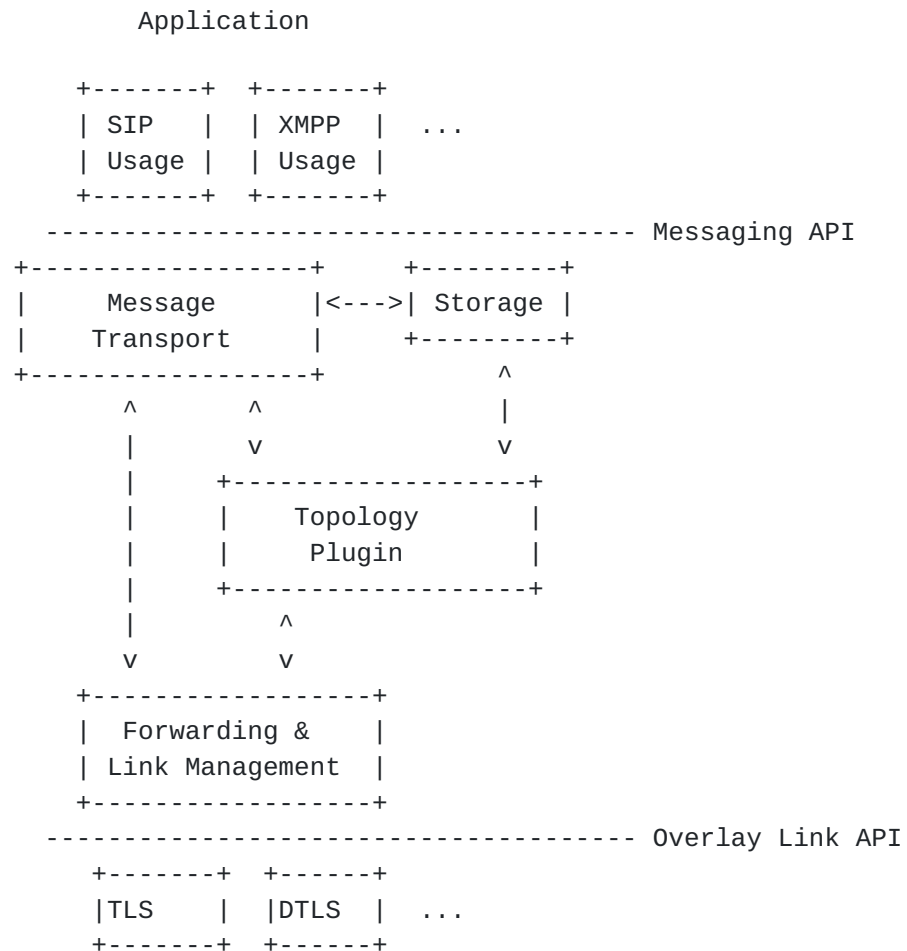 Application
+-------+  +-------+
| SIP   |  | XMPP  |  ...
| Usage |  | Usage |
+-------+  +-------+
-------------------------------------- Messaging API
+------------------+     +---------+
|     Message      |<--->| Storage |
|    Transport     |     +---------+
+------------------+           ^
^       ^               |
|       v               v
|     +-------------------+
|     |    Topology       |
|     |     Plugin        |
|     +-------------------+
|         ^
v         v
+------------------+
|  Forwarding &    |
| Link Management  |
+------------------+
-------------------------------------- Overlay Link API
+-------+  +------+
|TLS    |  |DTLS  |  ...
+-------+  +------+